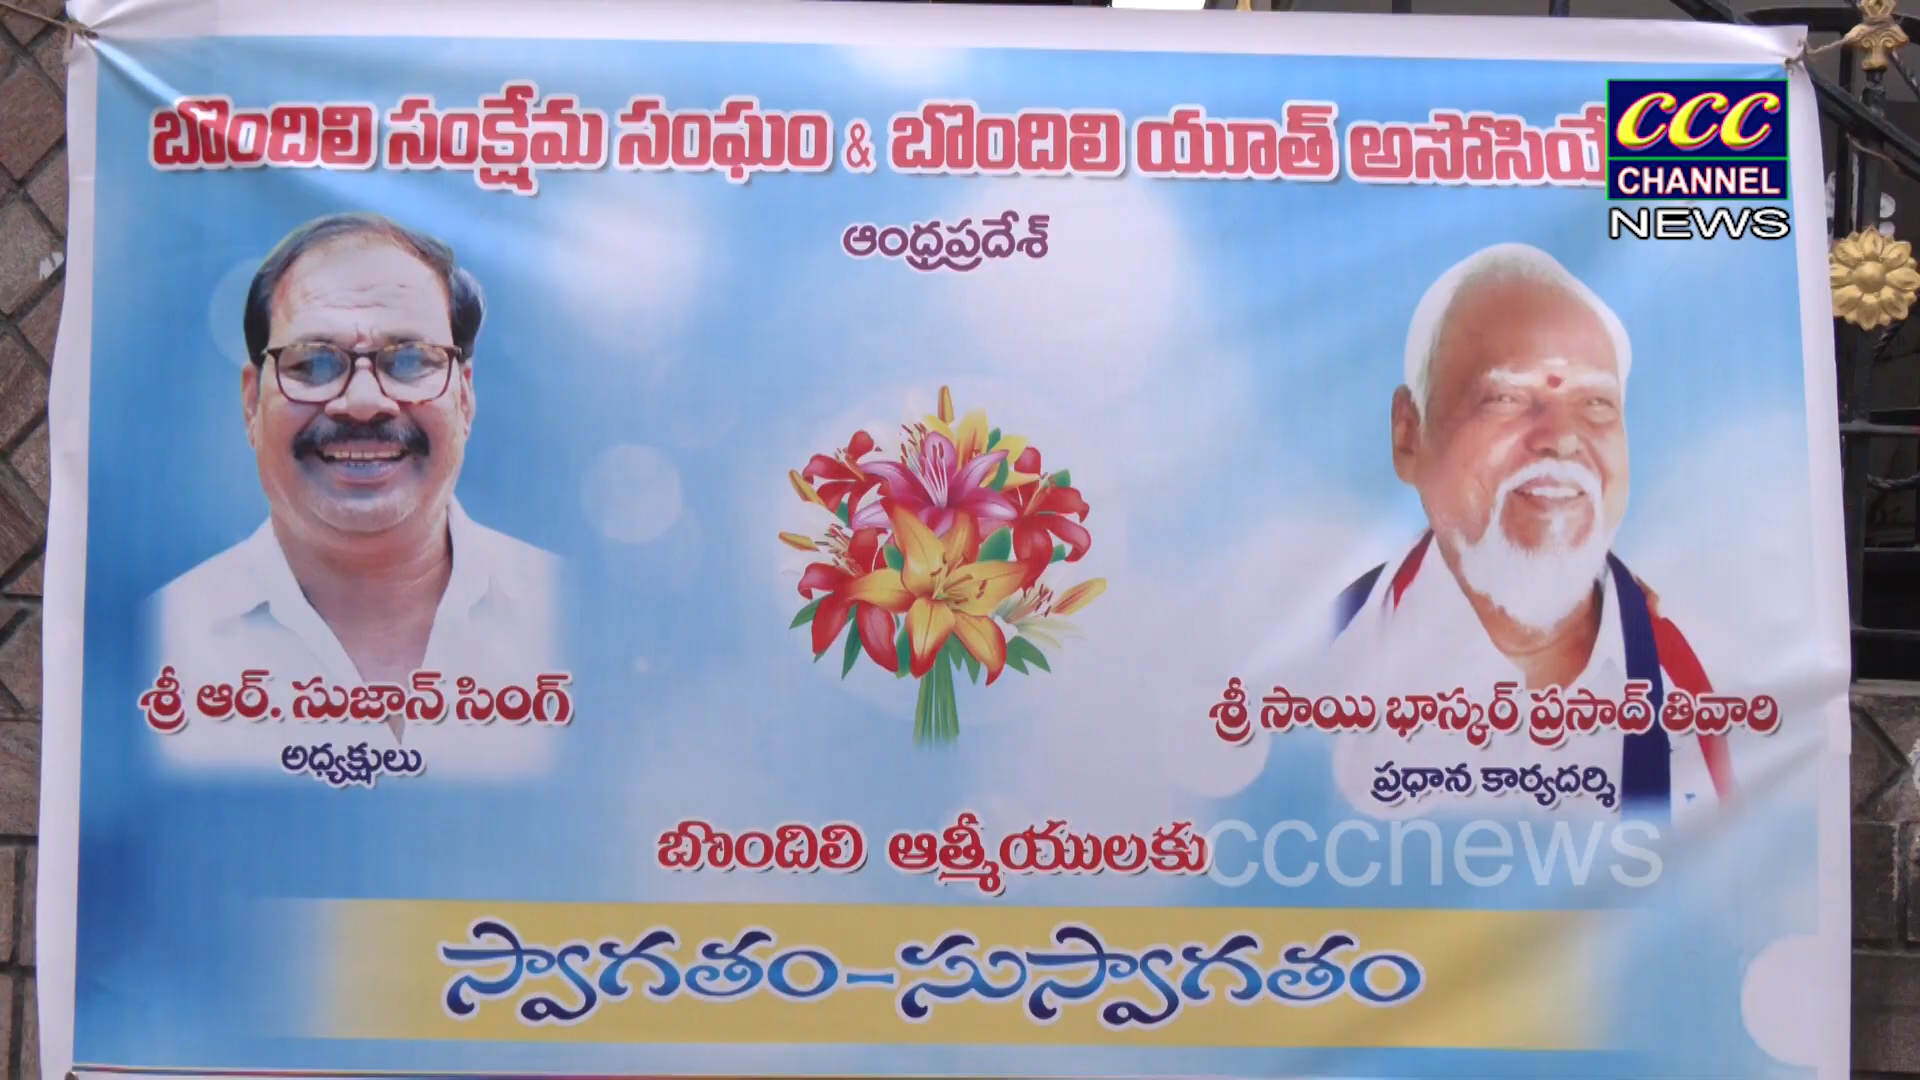 బొందిలి సంక్షేమ సంఘం & బొందిలి యూత్ అసోసియే
CCC
CHANNEL
NEWS
ఆంధ్రప్రదేశ్
శ్రీ ఆర్. సుజాన్ సింగ్
అధ్యక్షులు
శ్రీ సాయి భాస్కర్ ప్రసాద్ తివారి
ప్రధాన కార్యదర్శి
బొందిలి ఆత్మీయులకు
cccnews
స్వాగతం-సుస్వాగతం